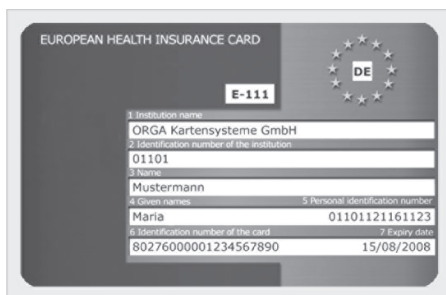 EUROPEAN HEALTH INSURANCE CARD
DE
E-111
1 Institution name
ORGA Kartensysteme GmbH
2 Identification number of the institution
01101
3 Name
Mustermann
4 Given names 5 Personal identification number
Maria 01101121161123
6 Identification number of the card 7 Expiry date
80276000001234567890 15/08/2008